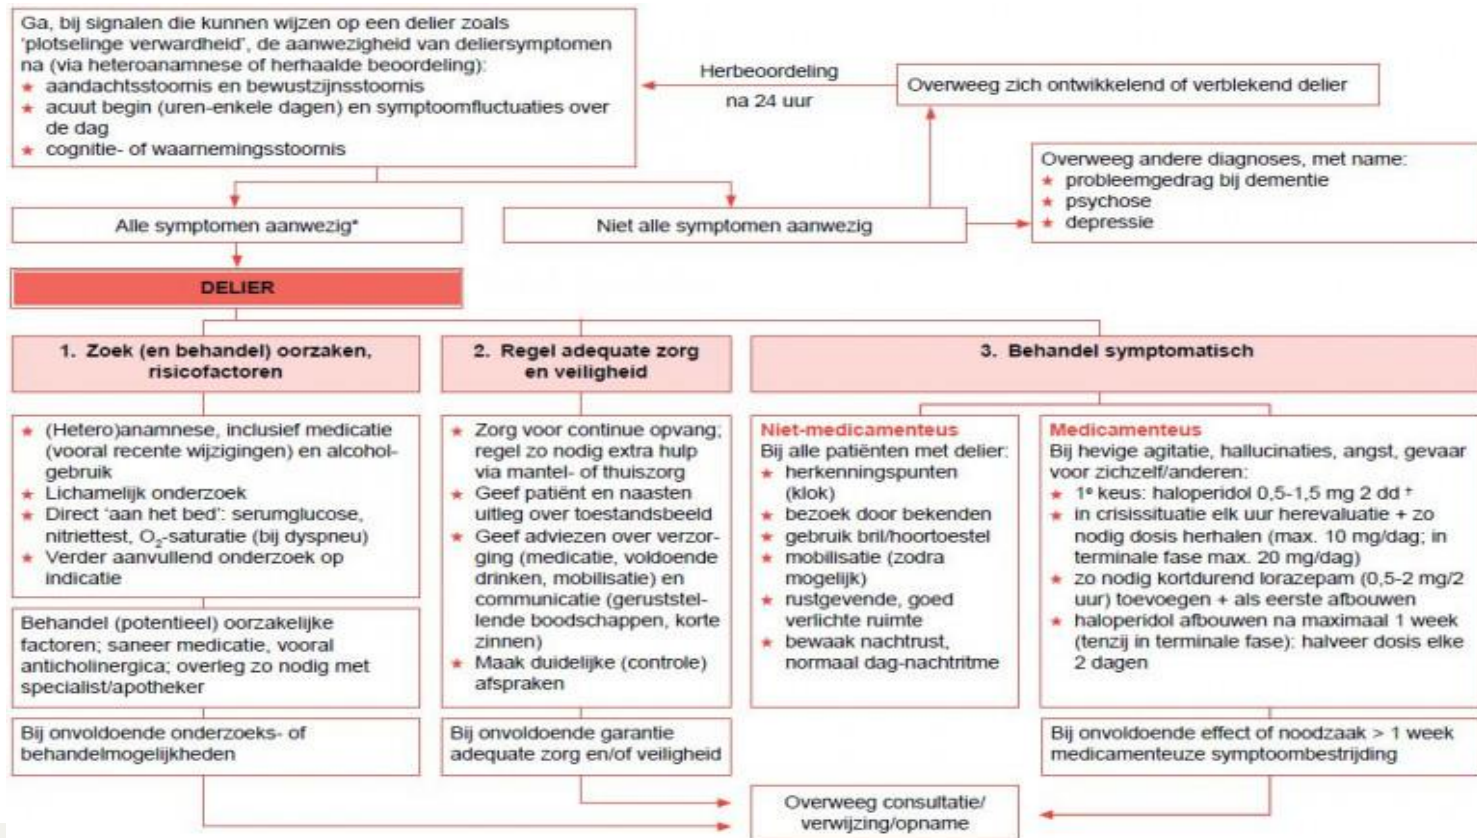 Ga, bij signalen die kunnen wijzen op een delier zoals
'plotselinge verwardheid', de aanwezigheid van deliersymptomen
na (via heteroanamnese of herhaalde beoordeling):
★ aandachtsstoornis en bewustzijnsstoornis
★ acuut begin (uren-enkele dagen) en symptoomfluctuaties over
de dag
★ cognitie- of waarnemingsstoornis
Herbeoordeling
na 24 uur
Overweeg zich ontwikkelend of verblekend delier
Overweeg andere diagnoses, met name:
★ probleemgedrag bij dementie
★ psychose
★ depressie
Alle symptomen aanwezig*
Niet alle symptomen aanwezig
DELIER
1. Zoek (en behandel) oorzaken,
risicofactoren
(Hetero)anamnese, inclusief medicatie
(vooral recente wijzigingen) en alcohol-
gebruik
★ Lichamelijk onderzoek
★ Direct 'aan het bed': serumglucose,
nitriettest, O₂-saturatie (bij dyspneu)
★ Verder aanvullend onderzoek op
indicatie
Behandel (potentieel) oorzakelijke
factoren; saneer medicatie, vooral
anticholinergica; overleg zo nodig met
specialist/apotheker
Bij onvoldoende onderzoeks- of
behandelmogelijkheden
2. Regel adequate zorg
en veiligheid
★ Zorg voor continue opvang;
regel zo nodig extra hulp
via mantel- of thuiszorg
★ Geef patiënt en naasten
uitleg over toestandsbeeld
★ Geef adviezen over verzor-
ging (medicatie, voldoende
drinken, mobilisatie) en
communicatie (geruststel-
lende boodschappen, korte
zinnen)
★ Maak duidelijke (controle)
afspraken
Bij onvoldoende garantie
adequate zorg en/of veiligheid
3. Behandel symptomatisch
Niet-medicamenteus
Bij alle patiënten met delier:
★ herkenningspunten
(klok)
★ bezoek door bekenden
★ gebruik bril/hoortoestel
★ mobilisatie (zodra
mogelijk)
★ rustgevende, goed
verlichte ruimte
★ bewaak nachtrust,
normaal dag-nachtritme
Medicamenteus
Bij hevige agitatie, hallucinaties, angst, gevaar
voor zichzelf/anderen:
★ 1e keus: haloperidol 0,5-1,5 mg 2 dd †
★ in crisissituatie elk uur herevaluatie + zo
nodig dosis herhalen (max. 10 mg/dag; in
terminale fase max. 20 mg/dag)
★ zo nodig kortdurend lorazepam (0,5-2 mg/2
uur) toevoegen + als eerste afbouwen
★ haloperidol afbouwen na maximaal 1 week
(tenzij in terminale fase): halveer dosis elke
2 dagen
Bij onvoldoende effect of noodzaak > 1 week
medicamenteuze symptoombestrijding
Overweeg consultatie/
verwijzing/opname